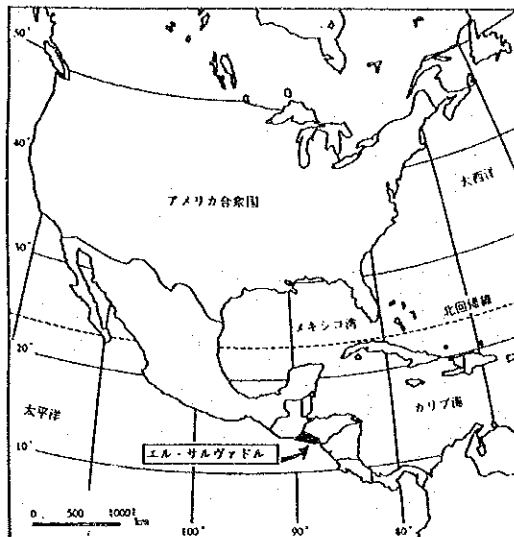 50°
40°
アメリカ合衆国
大西洋
30°
メキシコ湾
北回帰線
20°
太平洋
カリブ海
10°
エル・サルヴァドル
0 500 1000
km
100°
90°
80°